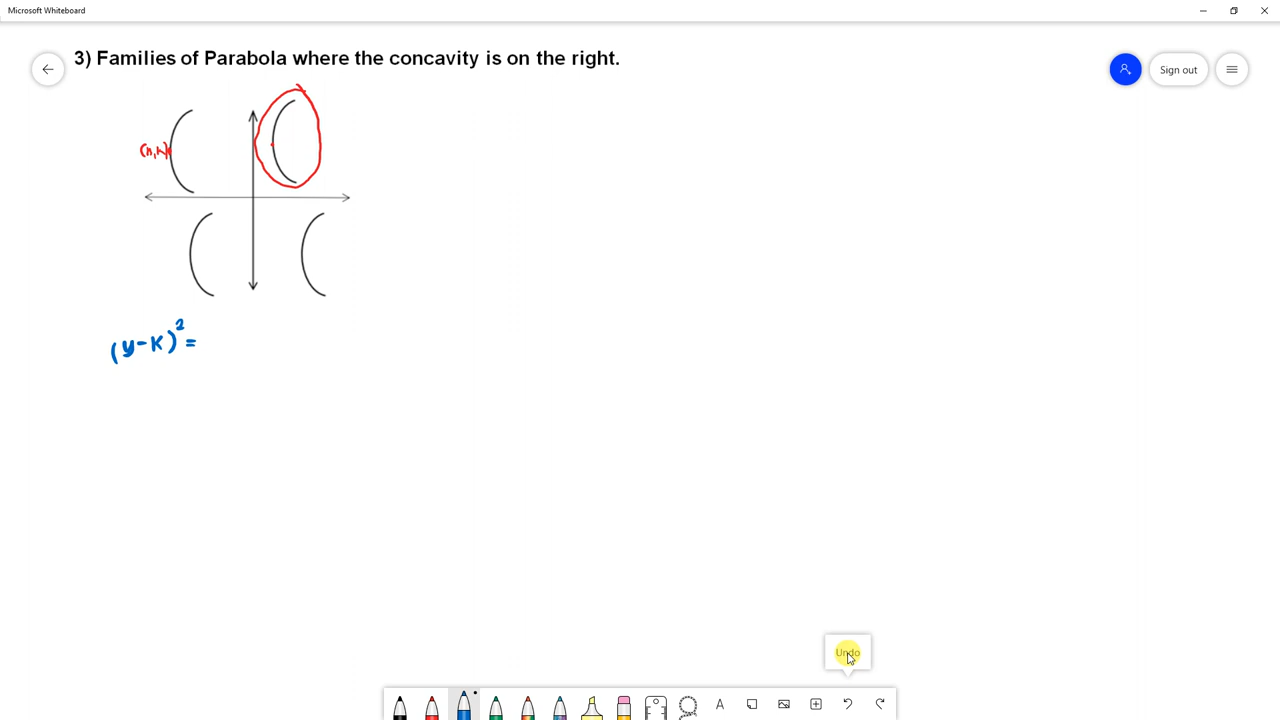 Microsoft Whiteboard
3) Families of Parabola where the concavity is on the right.
Sign out
(h,k)
(y-k)² =
Undo
A